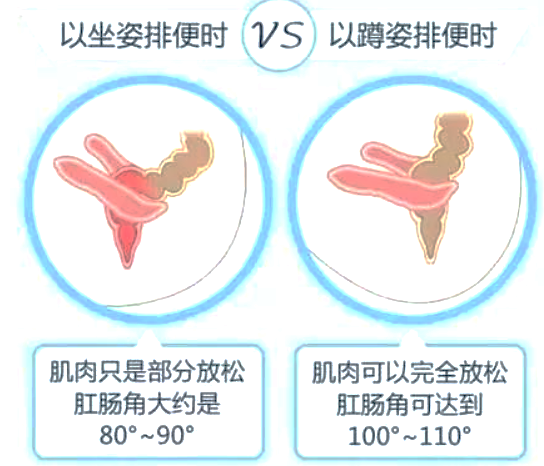 以坐姿排便时 VS 以蹲姿排便时
肌肉只是部分放松
肛肠角大约是
80°~90°
肌肉可以完全放松
肛肠角可达到
100°~110°